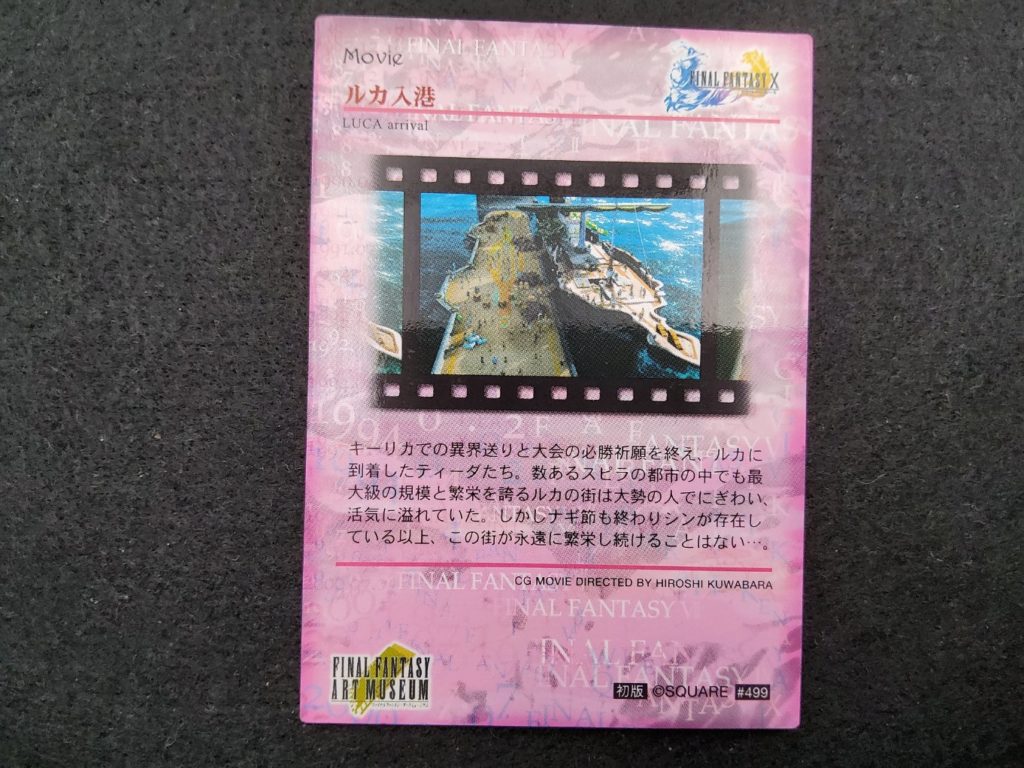 Movie
FINAL FANTASY X
ルカ入港
LUCA arrival
キーリカでの異界送りと大会の必勝祈願を終え、ルカに
到着したティーダたち。数あるスピラの都市の中でも最
大級の規模と繁栄を誇るルカの街は大勢の人でにぎわい、
活気に溢れていた。しかしナギ節も終わりシンが存在し
ている以上、この街が永遠に繁栄し続けることはない…。
CG MOVIE DIRECTED BY HIROSHI KUWABARA
FINAL FANTASY
ART MUSEUM
初版 ©SQUARE #499